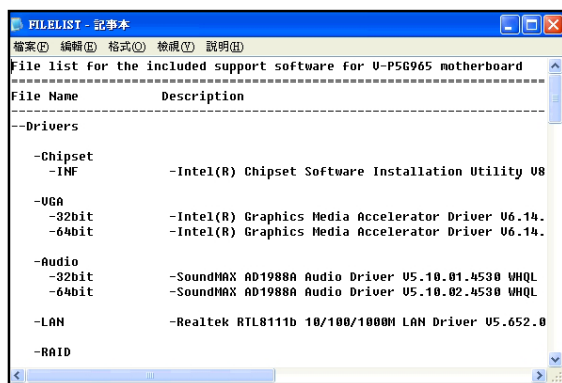 FILELIST - 記事本
檔案(F) 編輯(E) 格式(O) 檢視(V) 說明(H)
File list for the included support software for V-P5G965 motherboard
================================================================
File Name Description
----------------------------------------------------------------
--Drivers
-Chipset
-INF -Intel(R) Chipset Software Installation Utility V8
-VGA
-32bit -Intel(R) Graphics Media Accelerator Driver V6.14.
-64bit -Intel(R) Graphics Media Accelerator Driver V6.14.
-Audio
-32bit -SoundMAX AD1988A Audio Driver V5.10.01.4530 WHQL
-64bit -SoundMAX AD1988A Audio Driver V5.10.02.4530 WHQL
-LAN -Realtek RTL8111b 10/100/1000M LAN Driver V5.652.0
-RAID